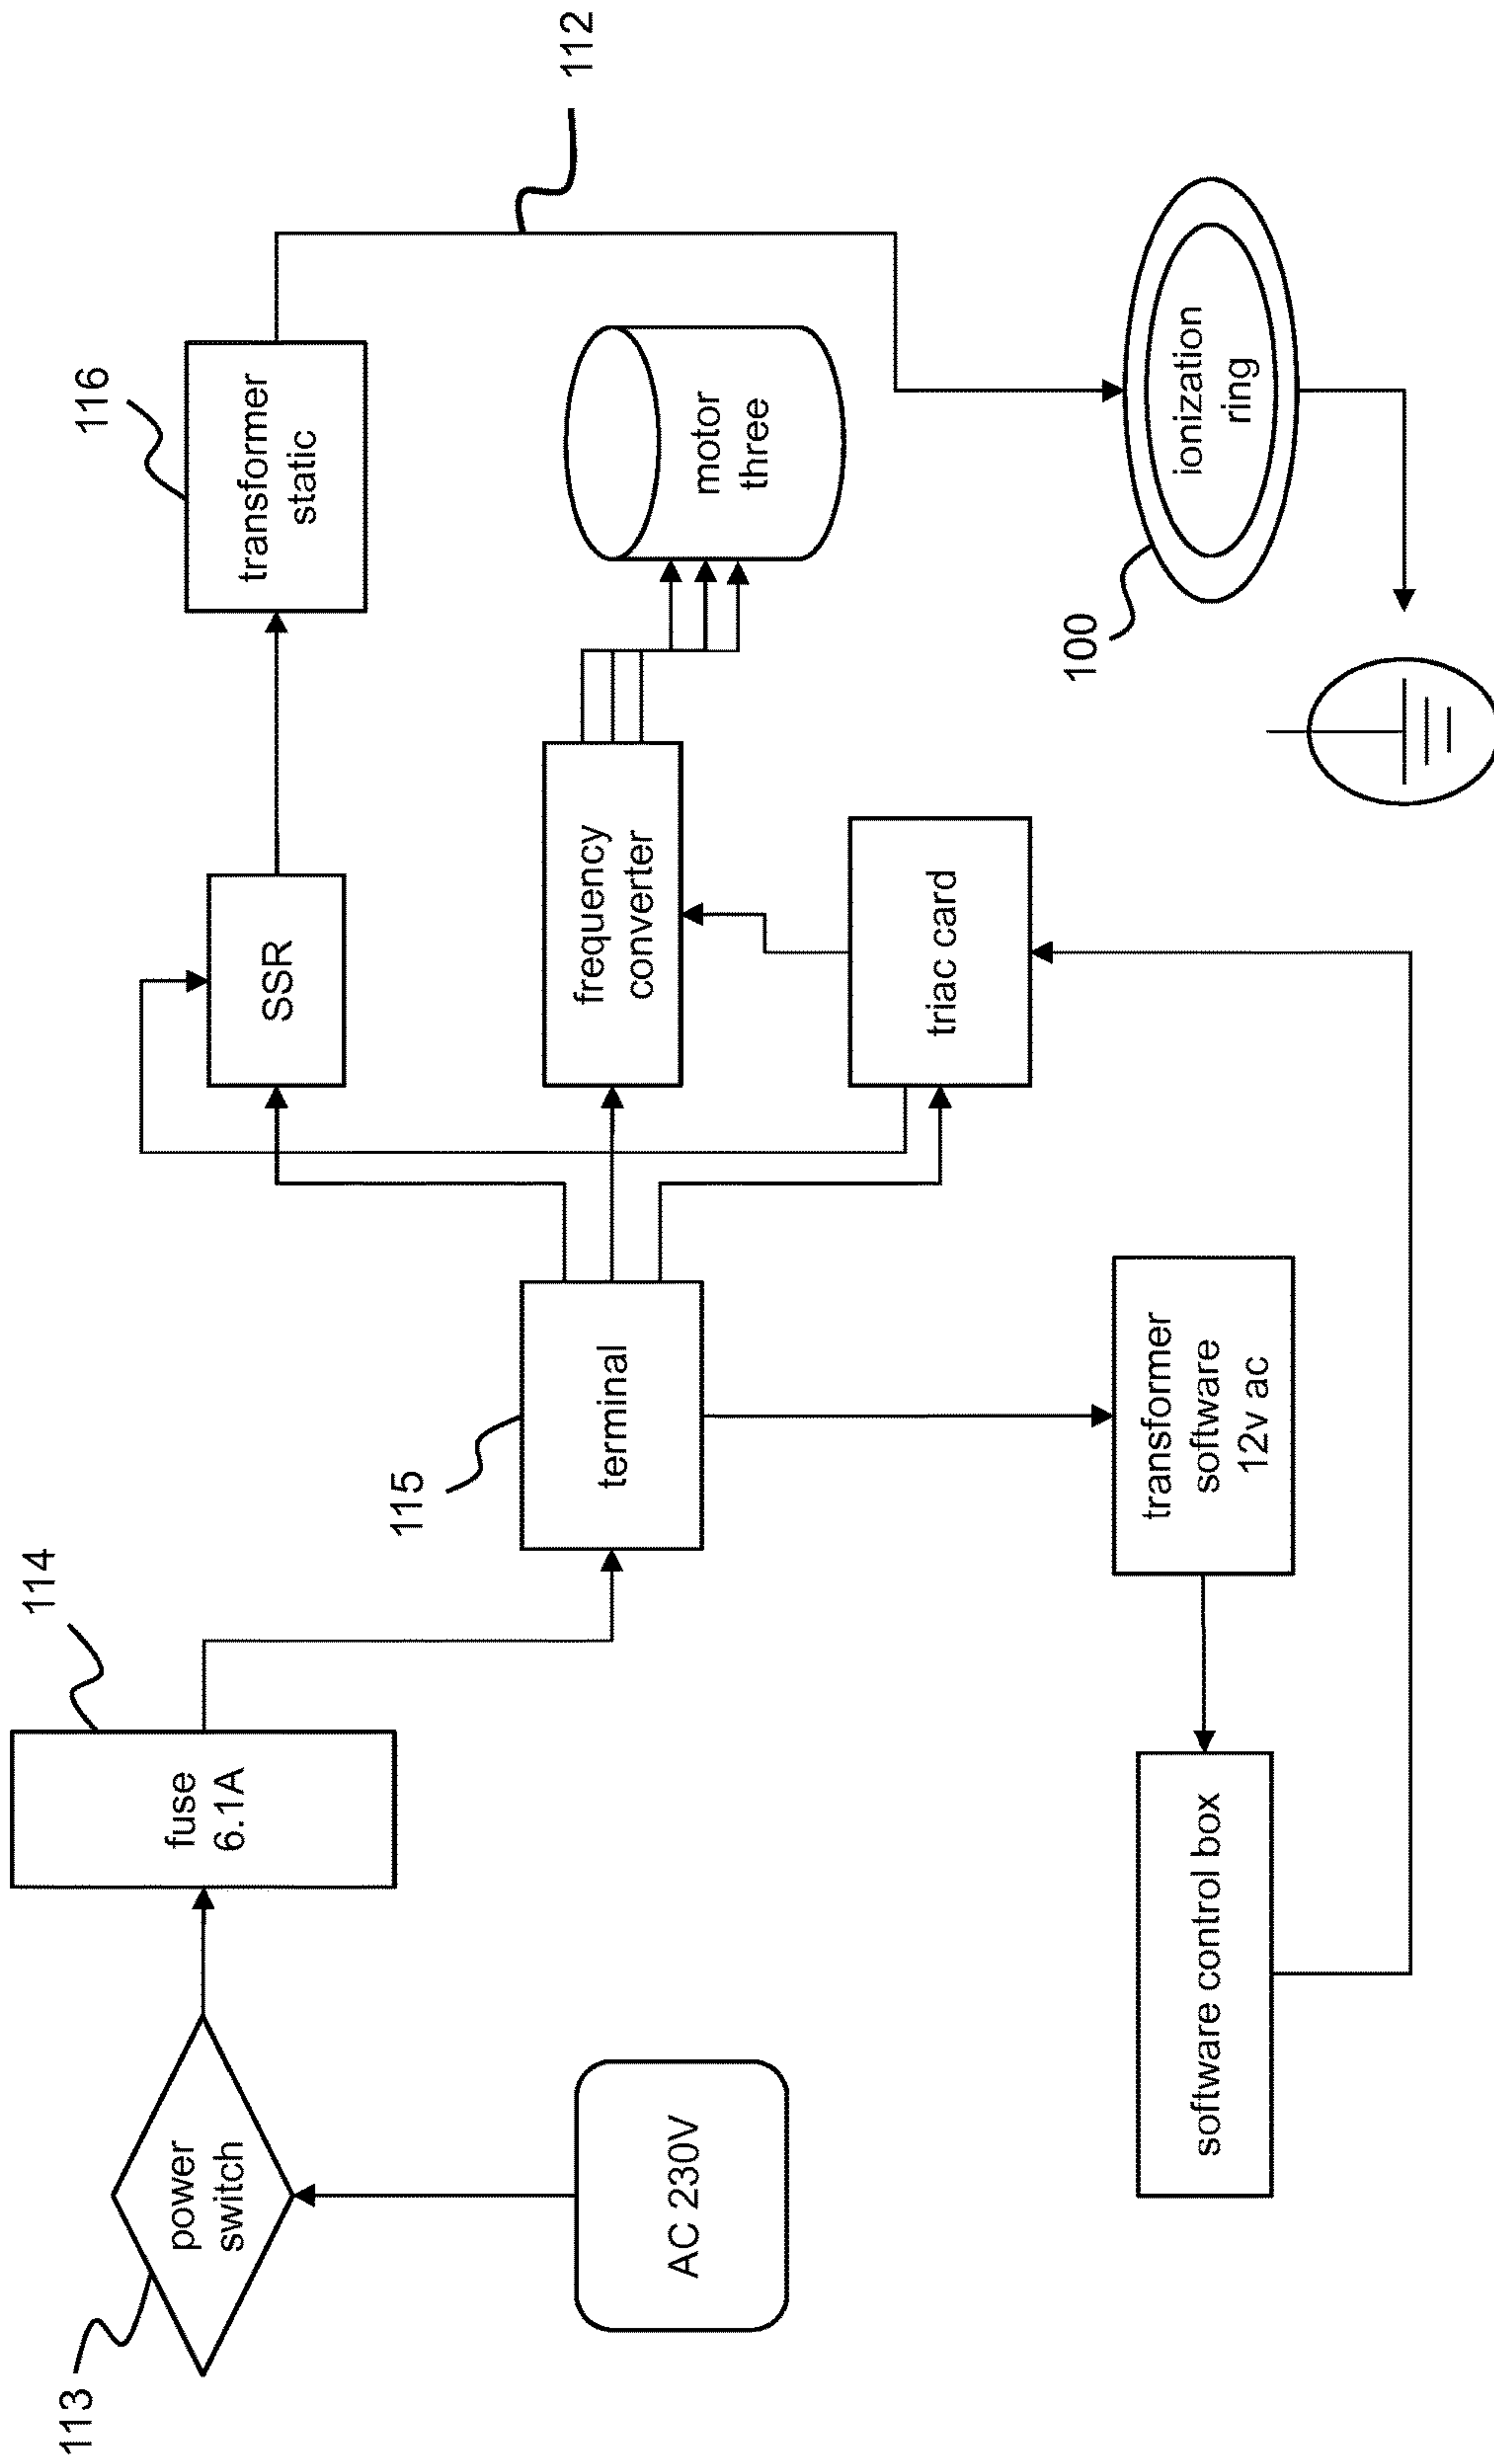 113
power
switch
AC 230V
114
fuse
6.1A
115
terminal
transformer
software
12v ac
software control box
SSR
frequency
converter
triac card
116
transformer
static
motor
three
112
100
ionization
ring